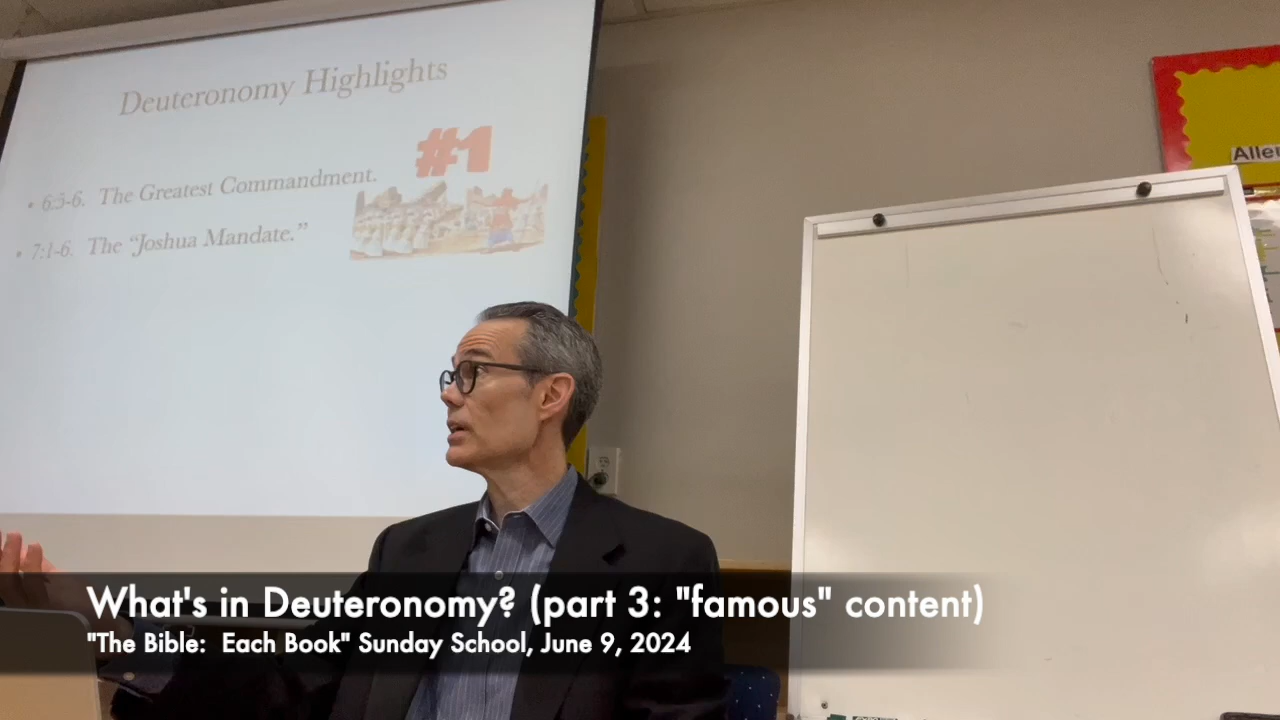 Deuteronomy Highlights
#1
• 6:5-6. The Greatest Commandment.
• 7:1-6. The “Joshua Mandate.”
Aller
What's in Deuteronomy? (part 3: "famous" content)
"The Bible: Each Book" Sunday School, June 9, 2024